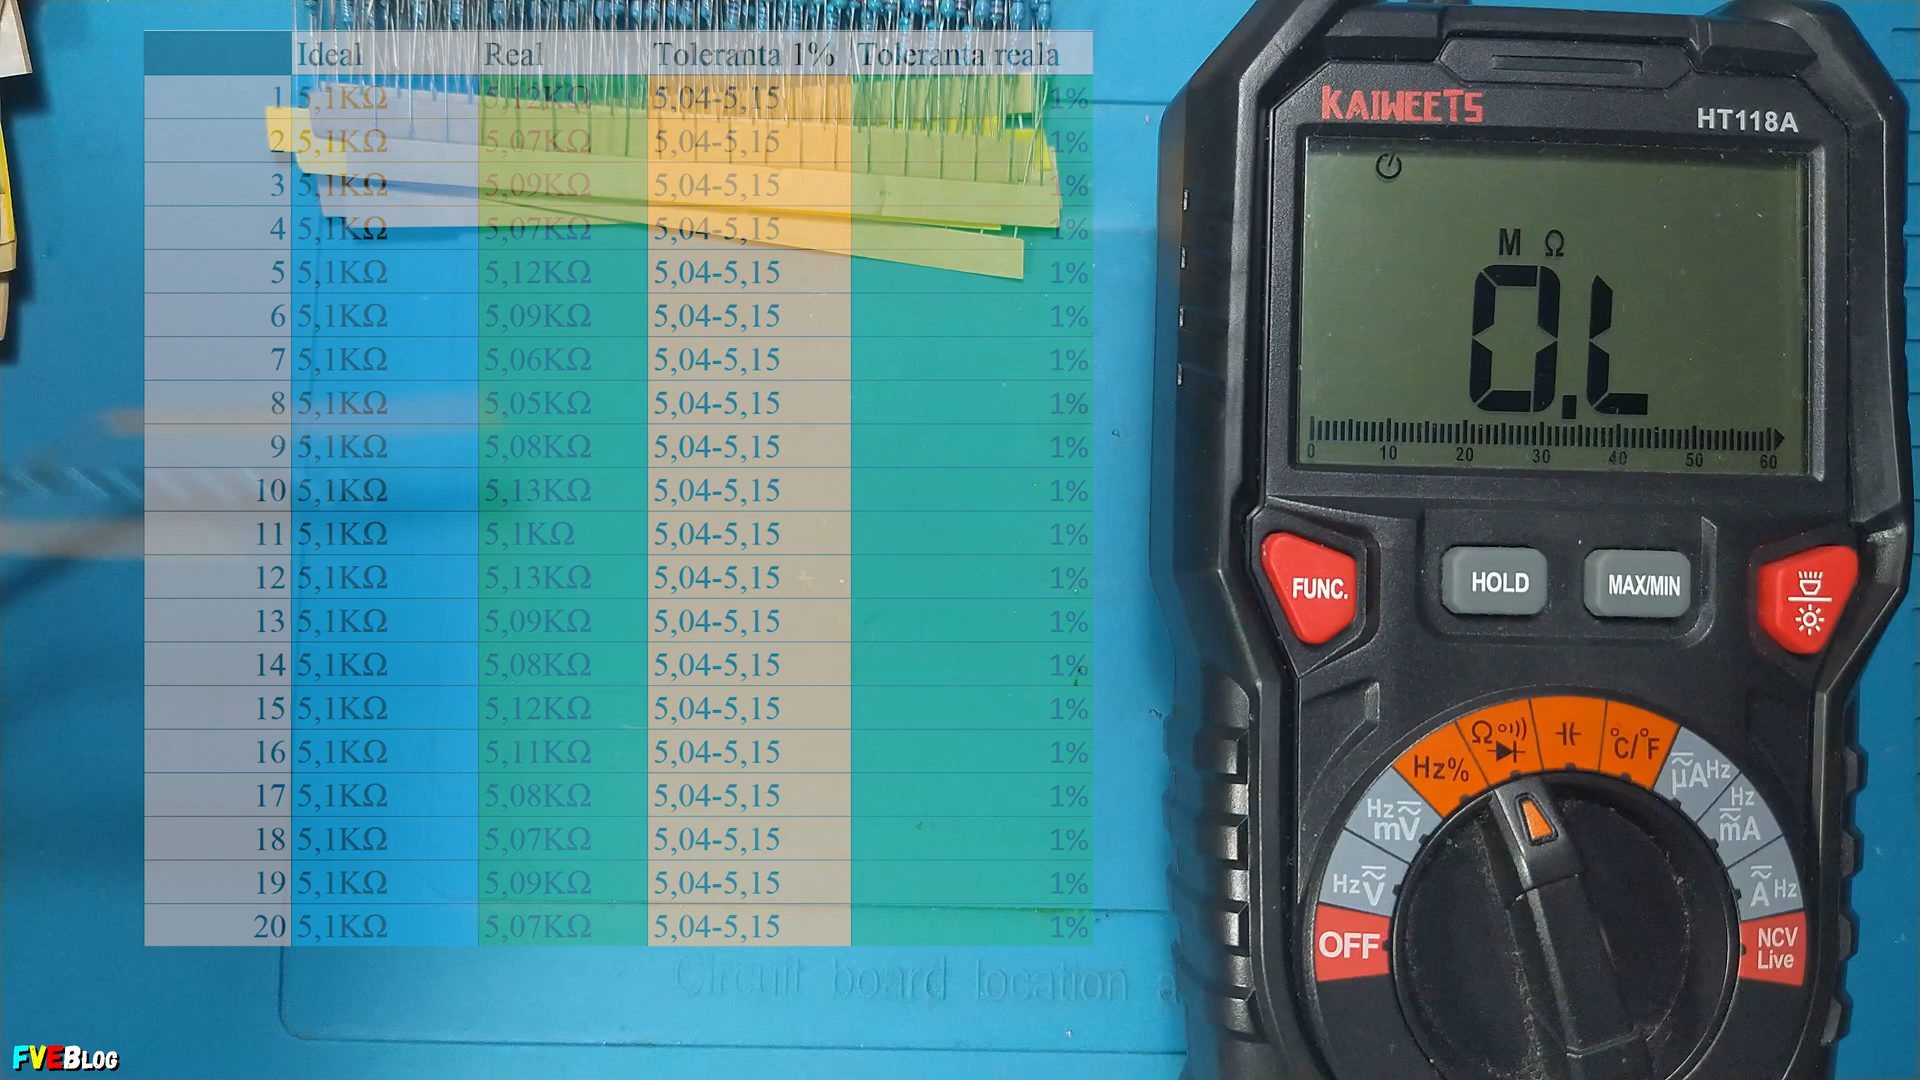 Ideal Real Toleranta 1% Toleranta reala
1 5,1KΩ 5,12KΩ 5,04-5,15 1%
2 5,1KΩ 5,07KΩ 5,04-5,15 1%
3 5,1KΩ 5,09KΩ 5,04-5,15 1%
4 5,1KΩ 5,07KΩ 5,04-5,15 1%
5 5,1KΩ 5,12KΩ 5,04-5,15 1%
6 5,1KΩ 5,09KΩ 5,04-5,15 1%
7 5,1KΩ 5,06KΩ 5,04-5,15 1%
8 5,1KΩ 5,05KΩ 5,04-5,15 1%
9 5,1KΩ 5,08KΩ 5,04-5,15 1%
10 5,1KΩ 5,13KΩ 5,04-5,15 1%
11 5,1KΩ 5,1KΩ 5,04-5,15 1%
12 5,1KΩ 5,13KΩ 5,04-5,15 1%
13 5,1KΩ 5,09KΩ 5,04-5,15 1%
14 5,1KΩ 5,08KΩ 5,04-5,15 1%
15 5,1KΩ 5,12KΩ 5,04-5,15 1%
16 5,1KΩ 5,11KΩ 5,04-5,15 1%
17 5,1KΩ 5,08KΩ 5,04-5,15 1%
18 5,1KΩ 5,07KΩ 5,04-5,15 1%
19 5,1KΩ 5,09KΩ 5,04-5,15 1%
20 5,1KΩ 5,07KΩ 5,04-5,15 1%
Circuit board location a
FVEBLOG
KAIWEETS HT118A
M Ω
0.L
0 10 20 30 40 50 60
FUNC. HOLD MAX/MIN
Hz% Ω °C/°F
Hz mV µA Hz
Hz mA
Hz V A Hz
OFF NCV Live